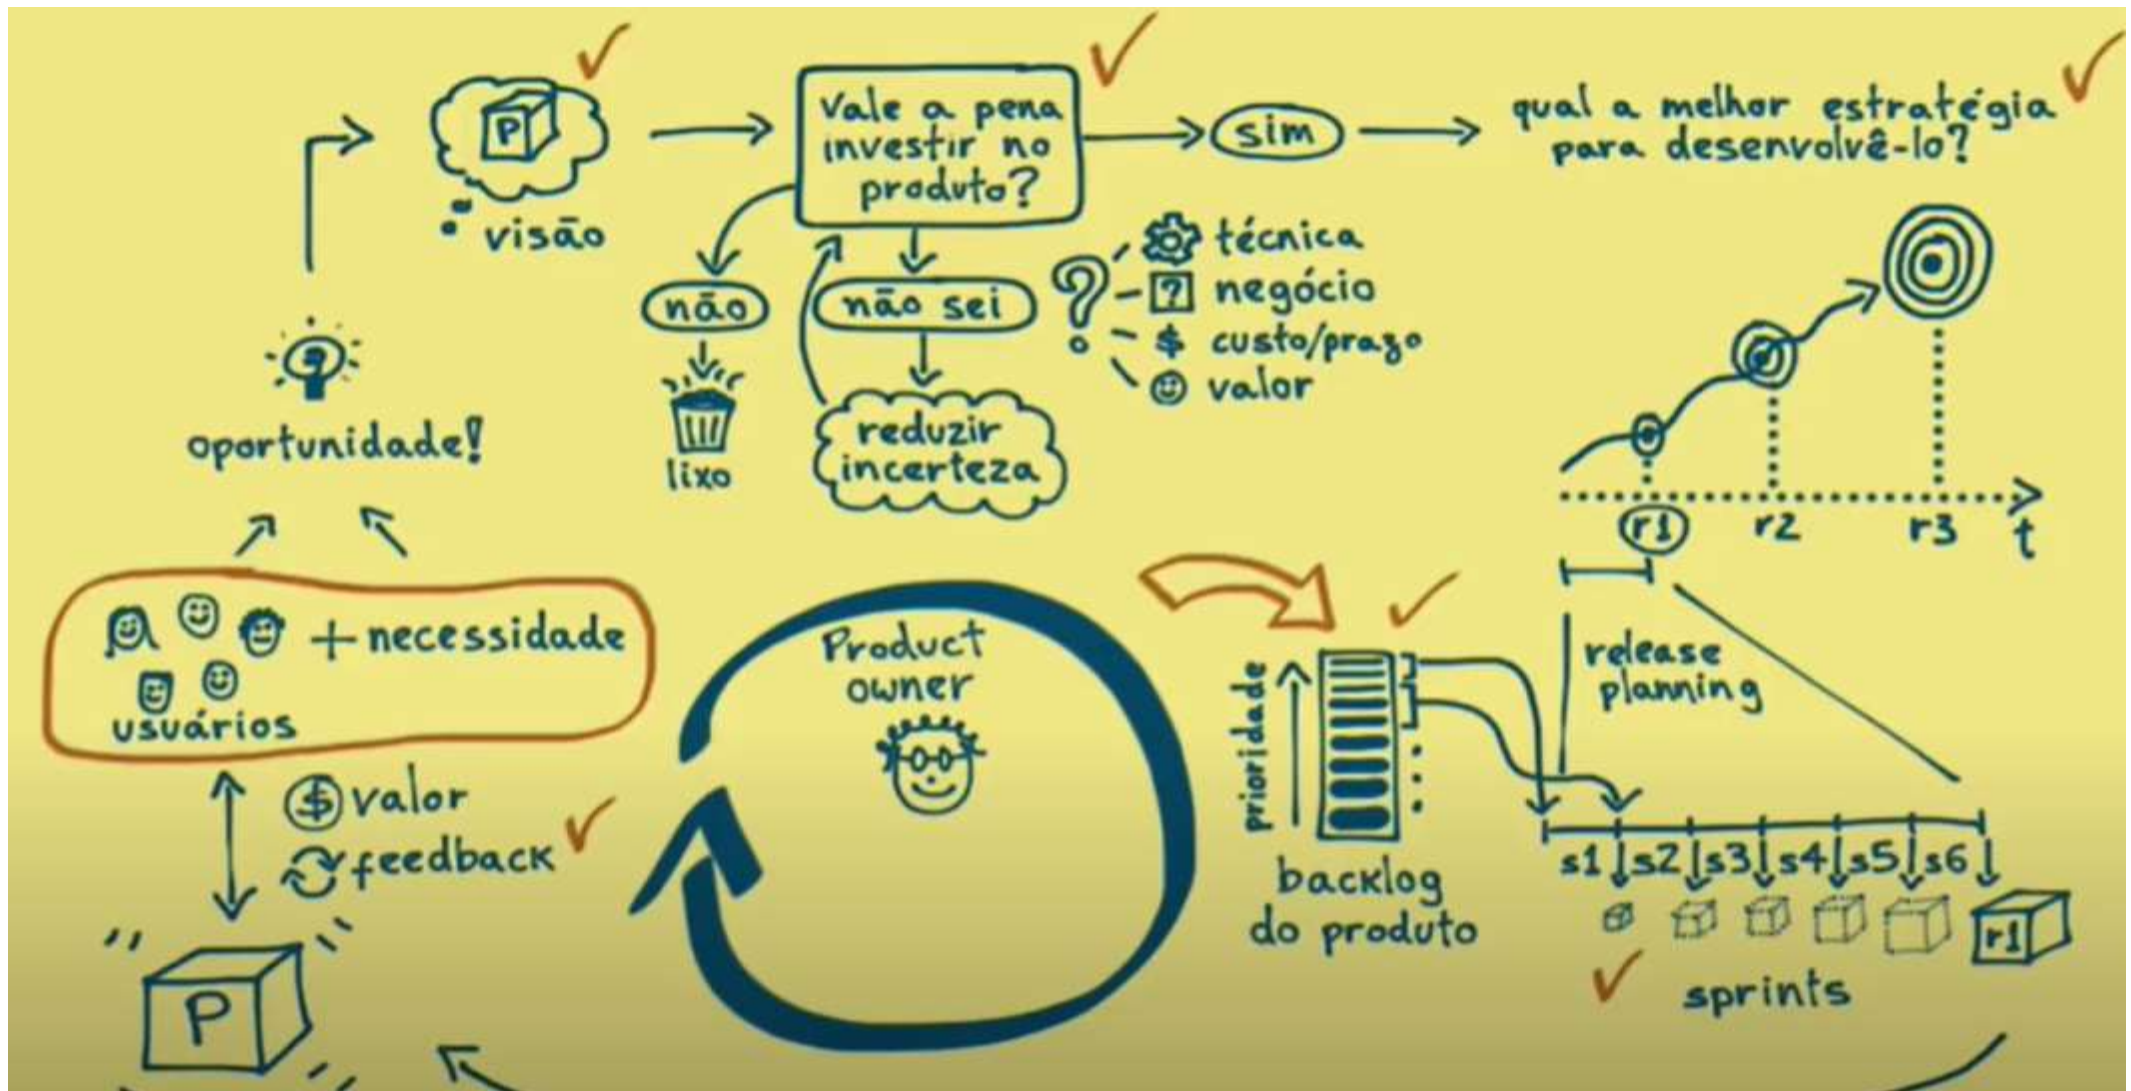 P
visão
Vale a pena
investir no
produto?
sim
qual a melhor estratégia
para desenvolvê-lo?
não
não sei
?
técnica
? negócio
$ custo/prazo
valor
lixo
reduzir
incerteza
oportunidade!
r1
r2
r3
t
+ necessidade
usuários
Product
owner
release
planning
prioridade
$ valor
feedback
backlog
do produto
s1
s2
s3
s4
s5
s6
r1
sprints
P